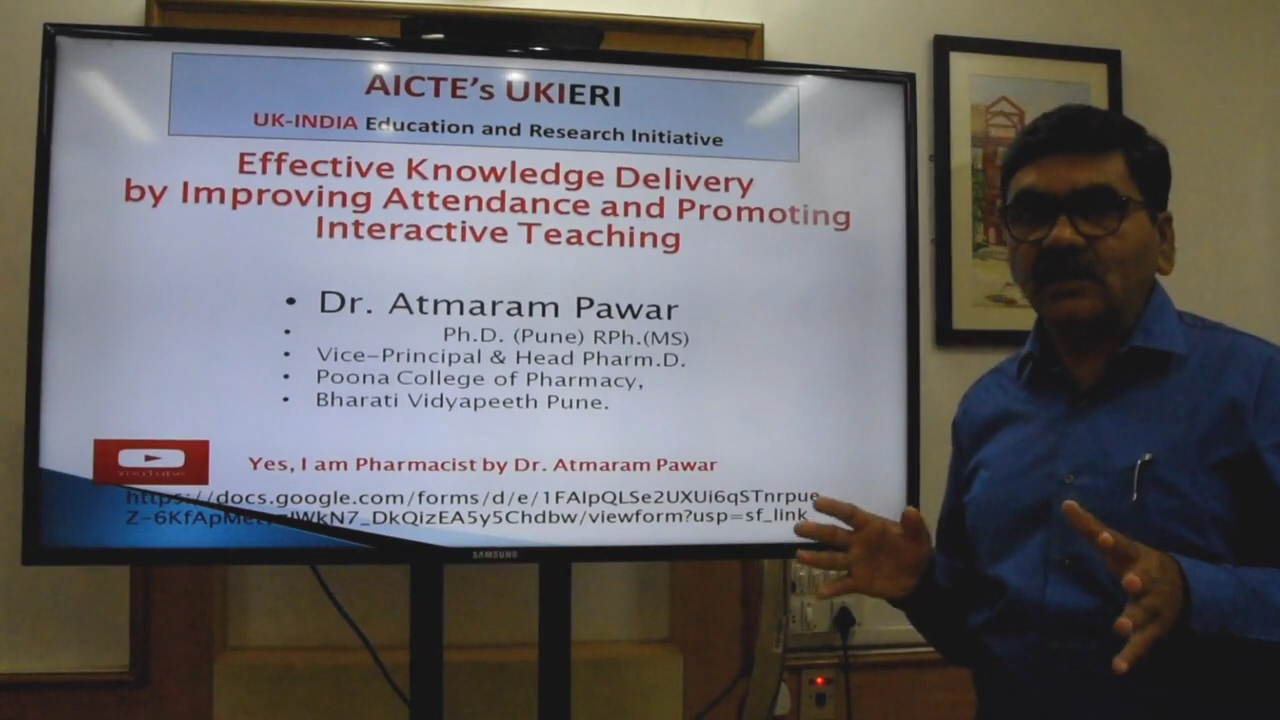 AICTE's UKIERI
UK-INDIA Education and Research Initiative
Effective Knowledge Delivery
by Improving Attendance and Promoting
Interactive Teaching
• Dr. Atmaram Pawar
• Ph.D. (Pune) RPh.(MS)
• Vice-Principal & Head Pharm.D.
• Poona College of Pharmacy,
• Bharati Vidyapeeth Pune.
YouTube
Yes, I am Pharmacist by Dr. Atmaram Pawar
https://docs.google.com/forms/d/e/1FAIpQLSe2UXUi6qSTnrpue
SAMSUNG